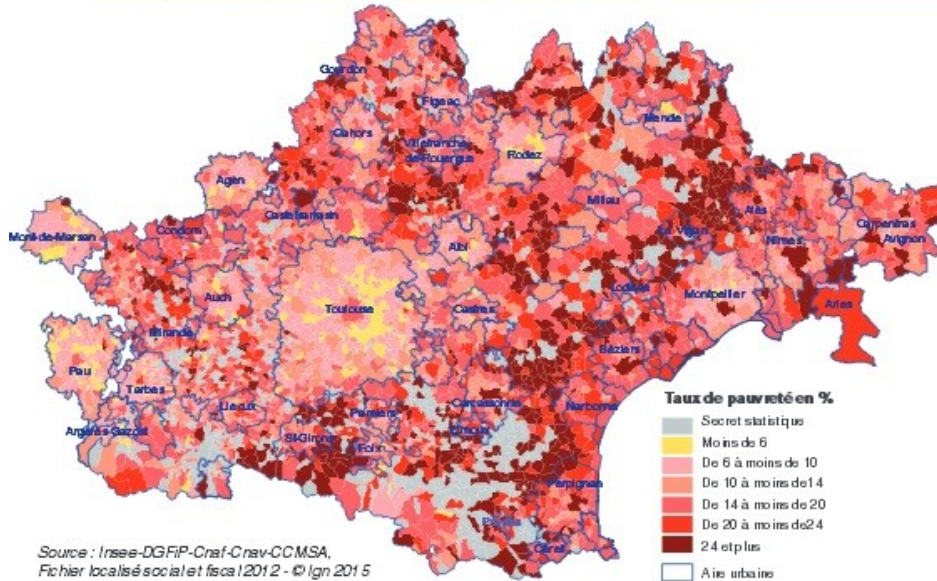 Gourdon
Figeac
Mende
Cahors
Villefranche-
de-Rouergue
Rodez
Agen
Millau
Castelsarrasin
Alès
Carpentras
Mont-de-Marsan
Condom
Le Vigan
Nîmes
Avignon
Albi
Auch
Lodève
Montpellier
Toulouse
Castres
Arles
Mirande
Béziers
Pau
Tarbes
Carcassonne
Narbonne
Pamiers
Argelès-Gazost
St-Girons
Limoux
Foix
Perpignan
Prades
Céret
Taux de pauvreté en %
Secret statistique
Moins de 6
De 6 à moins de 10
De 10 à moins de 14
De 14 à moins de 20
De 20 à moins de 24
24 et plus
Aire urbaine
Source : Insee-DGFiP-Cnaf-Cnav-CCMSA,
Fichier localisé social et fiscal 2012 - © Ign 2015